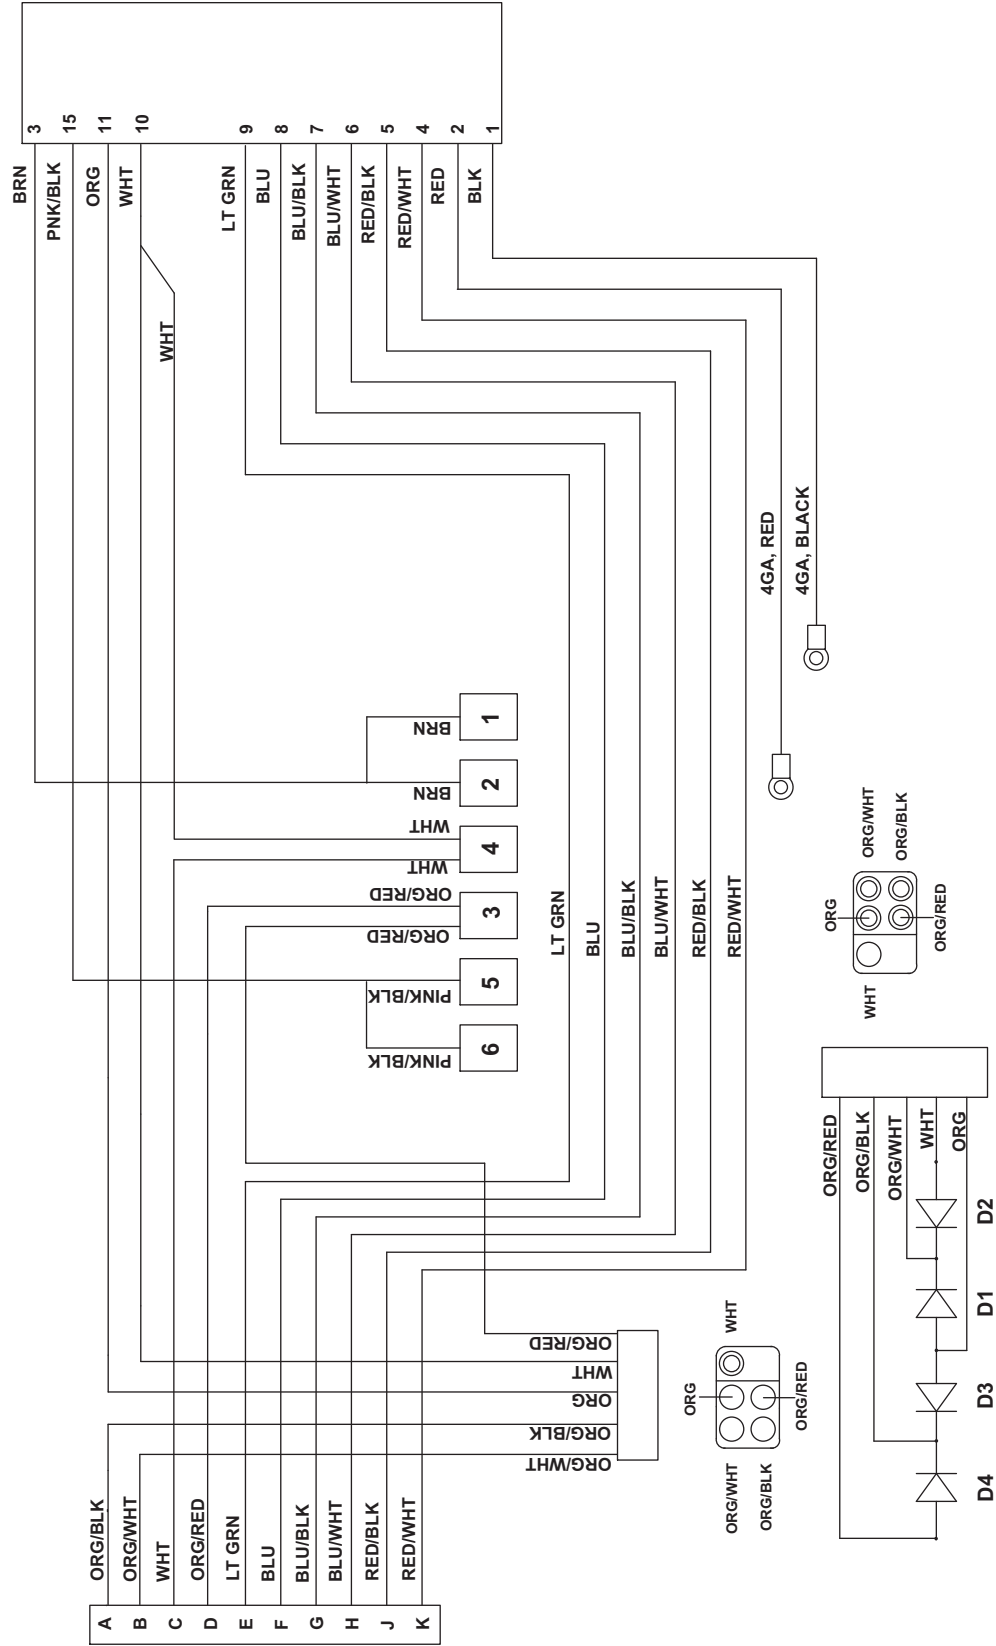 3
15
11
10
9
8
7
6
5
4
2
1
BRN
PNK/BLK
ORG
WHT
LT GRN
BLU
BLU/BLK
BLU/WHT
RED/BLK
RED/WHT
RED
BLK
WHT
4GA, RED
4GA, BLACK
BRN
1
BRN
2
WHT
WHT
4
ORG/RED
ORG/RED
3
PINK/BLK
5
PINK/BLK
6
LT GRN
BLU
BLU/BLK
BLU/WHT
RED/BLK
RED/WHT
ORG
ORG/WHT
ORG/BLK
ORG/RED
WHT
ORG/RED
WHT
ORG
ORG/BLK
ORG/WHT
WHT
ORG
ORG/RED
ORG/WHT
ORG/BLK
ORG/RED
ORG/BLK
ORG/WHT
WHT
ORG
D2
D1
D3
D4
ORG/BLK
ORG/WHT
WHT
ORG/RED
LT GRN
BLU
BLU/BLK
BLU/WHT
RED/BLK
RED/WHT
A
B
C
D
E
F
G
H
J
K